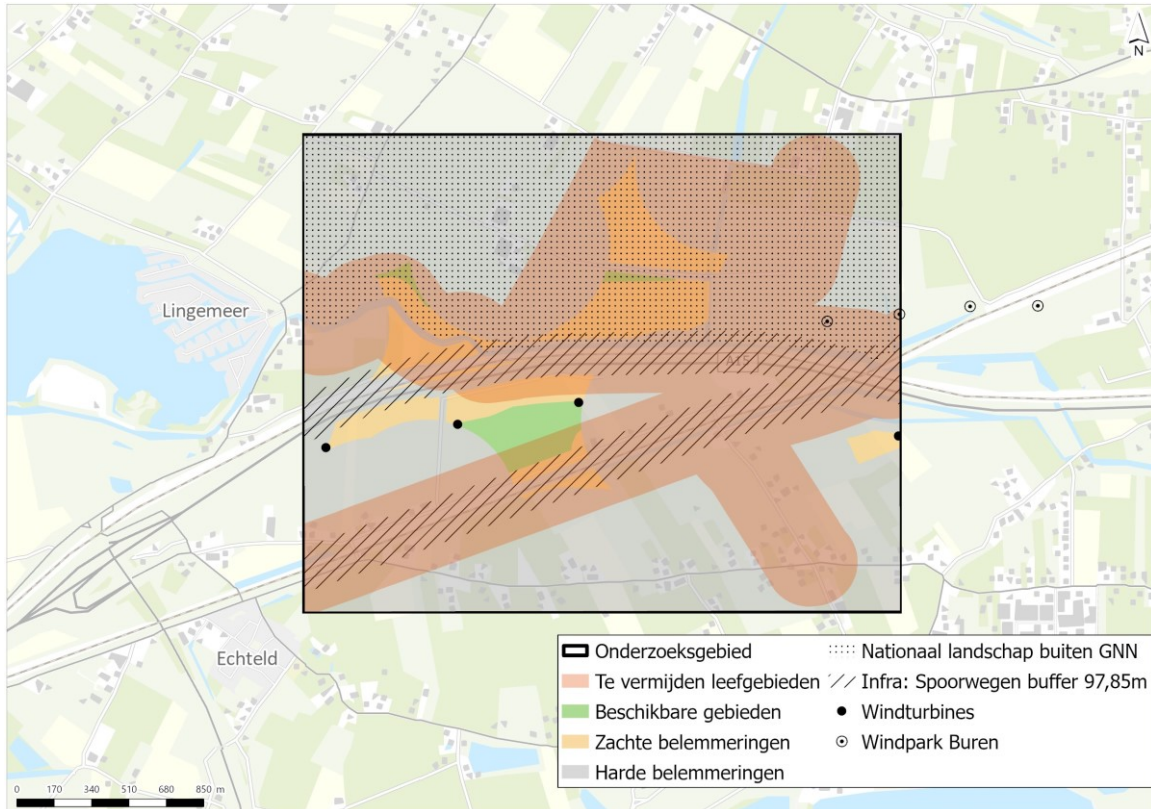 N
Lingemeer
A15
Echteld
Onderzoeksgebied
Te vermijden leefgebieden
Beschikbare gebieden
Zachte belemmeringen
Harde belemmeringen
Nationaal landschap buiten GNN
Infra: Spoorwegen buffer 97,85m
Windturbines
Windpark Buren
0 170 340 510 680 850 m